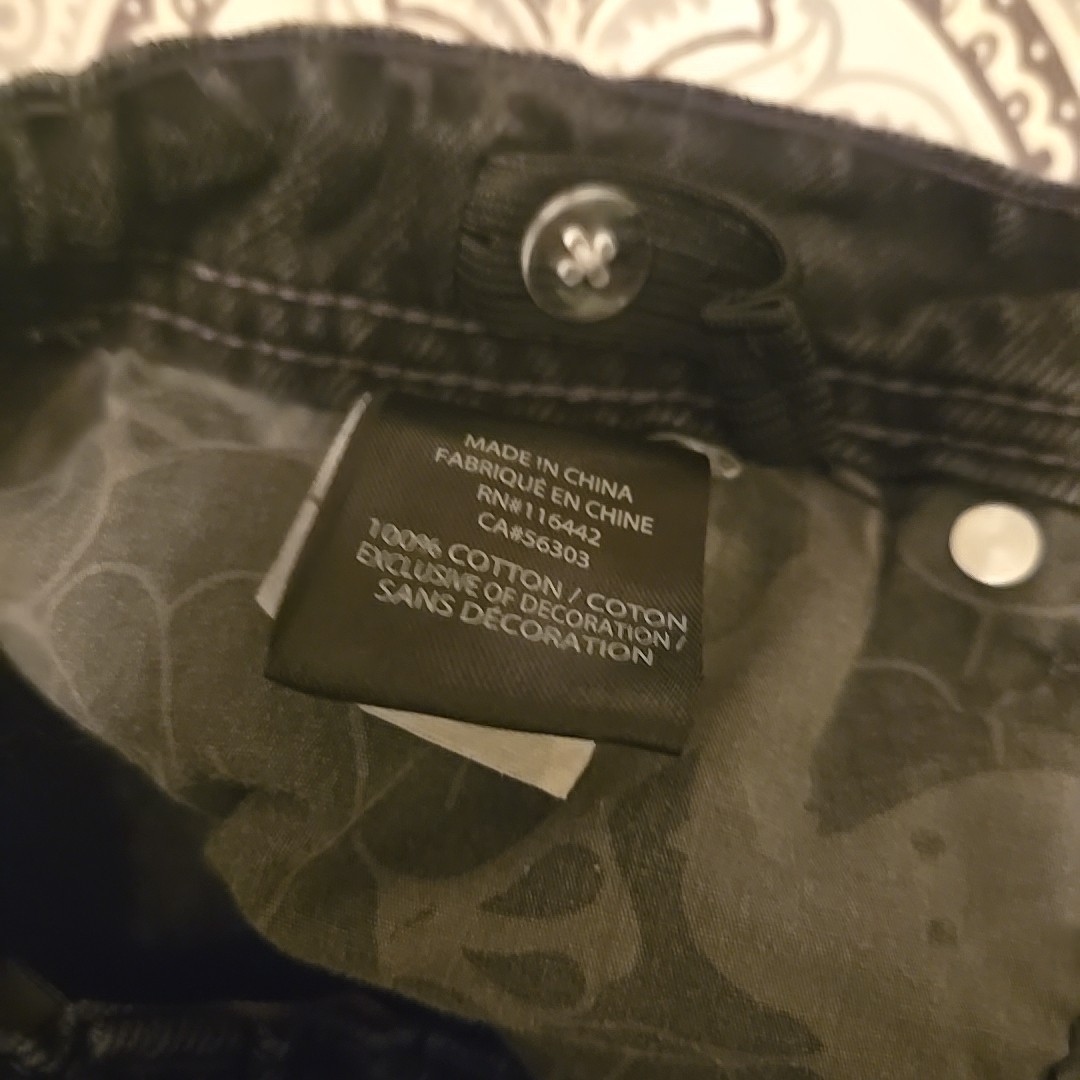 MADE IN CHINA
FABRIQUÉ EN CHINE
RN#116442
CA#56303
100% COTTON / COTON
EXCLUSIVE OF DECORATION /
SANS DÉCORATION